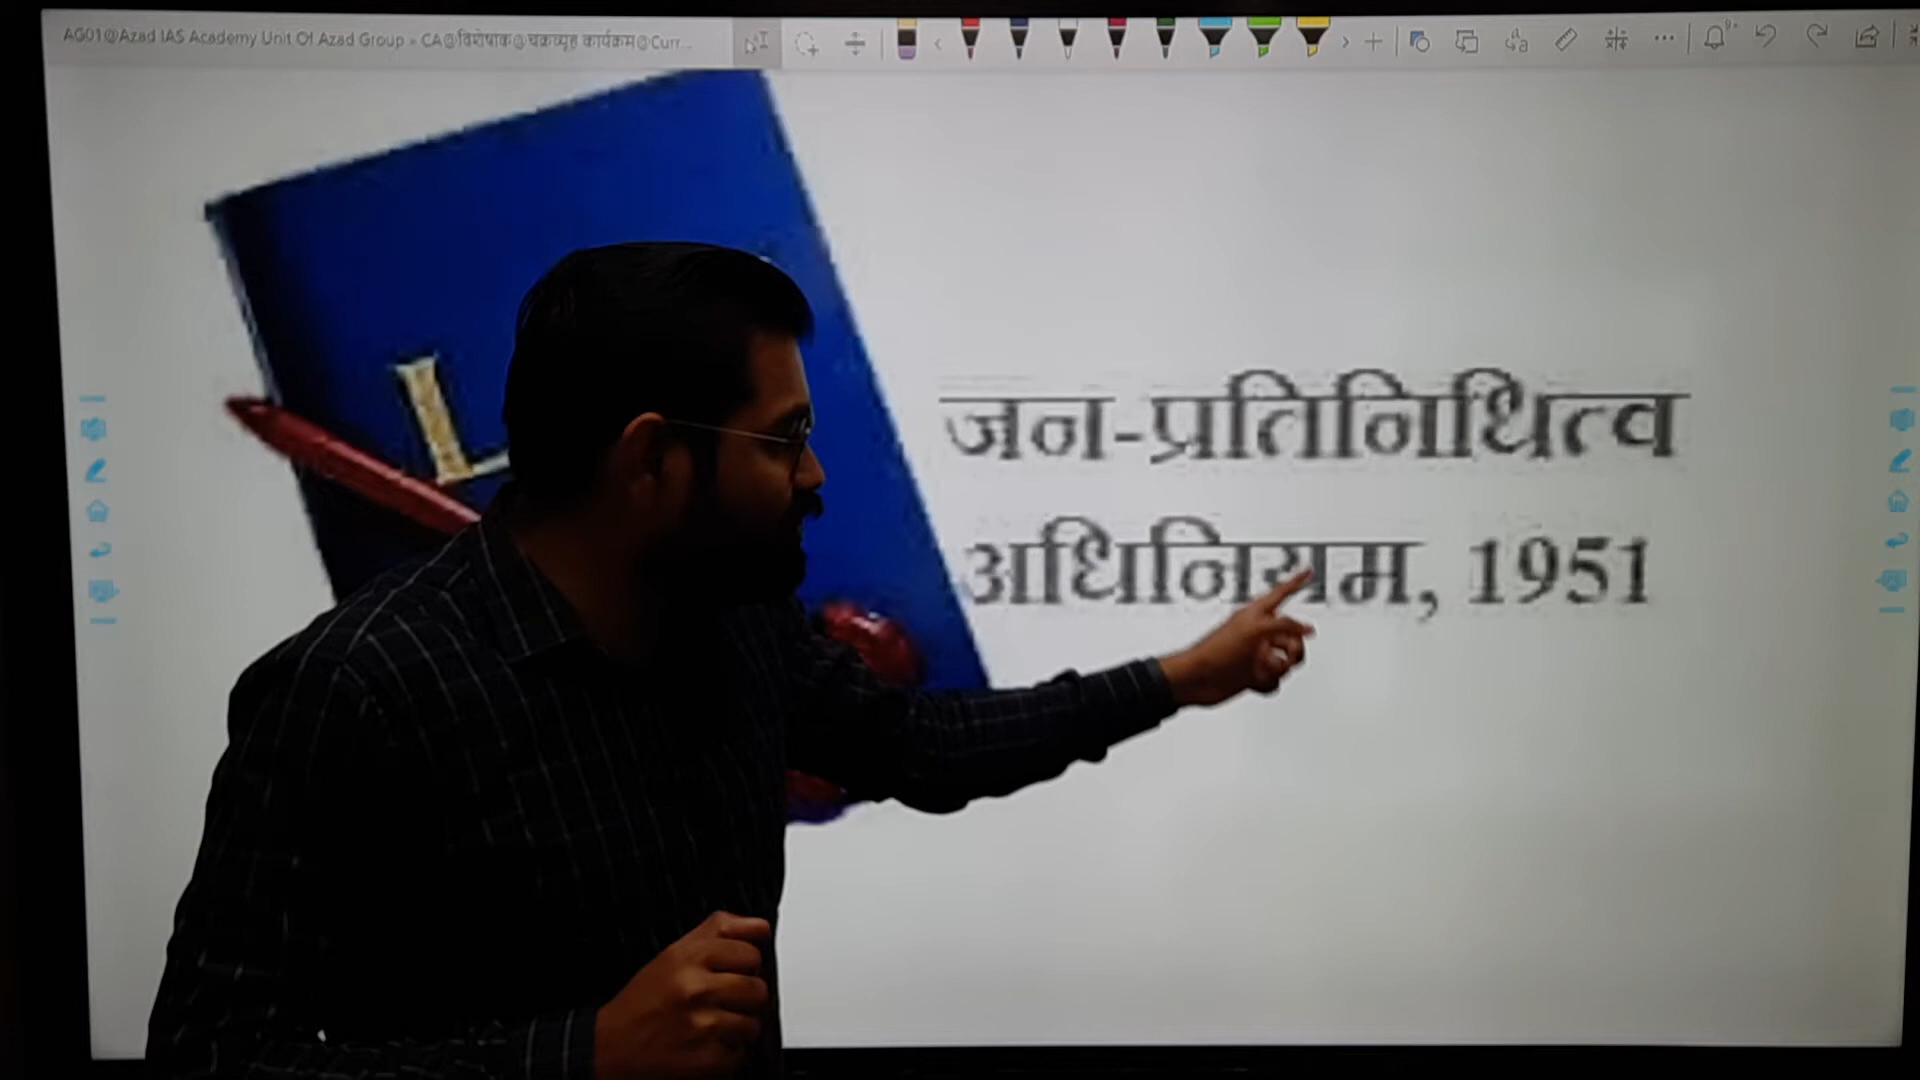 AG01@Azad IAS Academy Unit Of Azad Group » CA@विशेषांक@चक्रव्यूह कार्यक्रम@Curr...
L
जन-प्रतिनिधित्व
अधिनियम, 1951